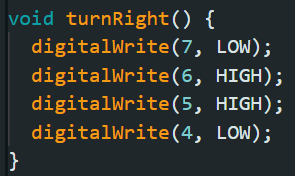 void turnRight() {
  digitalWrite(7, LOW);
  digitalWrite(6, HIGH);
  digitalWrite(5, HIGH);
  digitalWrite(4, LOW);
}